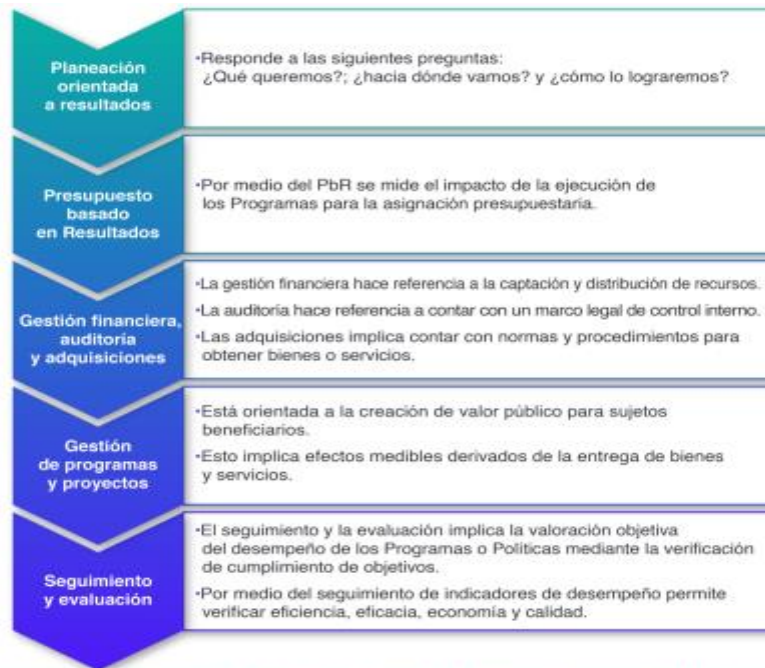 Planeación
orientada
a resultados
•Responde a las siguientes preguntas:
¿Qué queremos?; ¿hacia dónde vamos? y ¿cómo lo lograremos?
Presupuesto
basado
en Resultados
•Por medio del PbR se mide el impacto de la ejecución de
los Programas para la asignación presupuestaria.
Gestión financiera,
auditoría
y adquisiciones
•La gestión financiera hace referencia a la captación y distribución de recursos.
•La auditoría hace referencia a contar con un marco legal de control interno.
•Las adquisiciones implica contar con normas y procedimientos para
obtener bienes o servicios.
Gestión
de programas
y proyectos
•Está orientada a la creación de valor público para sujetos
beneficiarios.
•Esto implica efectos medibles derivados de la entrega de bienes
y servicios.
Seguimiento
y evaluación
•El seguimiento y la evaluación implica la valoración objetiva
del desempeño de los Programas o Políticas mediante la verificación
de cumplimiento de objetivos.
•Por medio del seguimiento de indicadores de desempeño permite
verificar eficiencia, eficacia, economía y calidad.